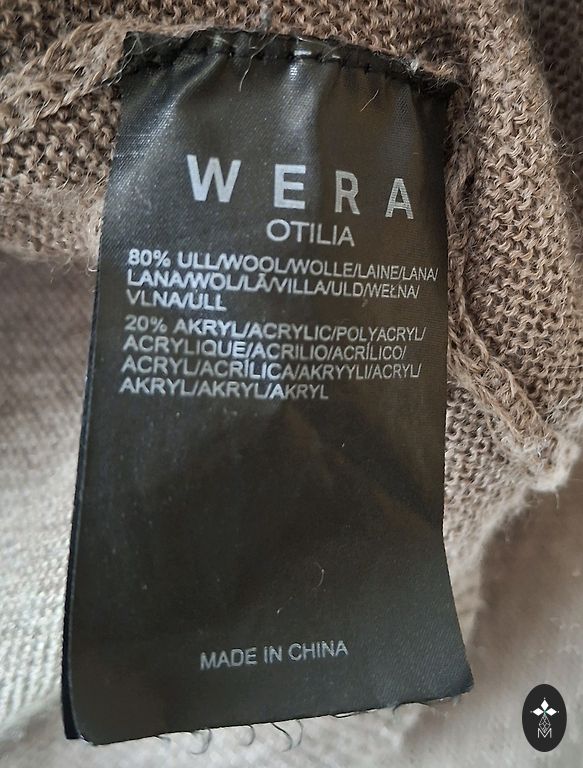 WERA
OTILIA
80% ULL/WOOL/WOLLE/LAINE/LANA/
LANA/WOL/LÃ/VILLA/ULD/WEŁNA/
VLNA/ULL
20% AKRYL/ACRYLIC/POLYACRYL/
ACRYLIQUE/ACRILIO/ACRÍLICO/
ACRYL/ACRÍLICA/AKRYYLI/ACRYL/
AKRYL/AKRYL/AKRYL
MADE IN CHINA
M